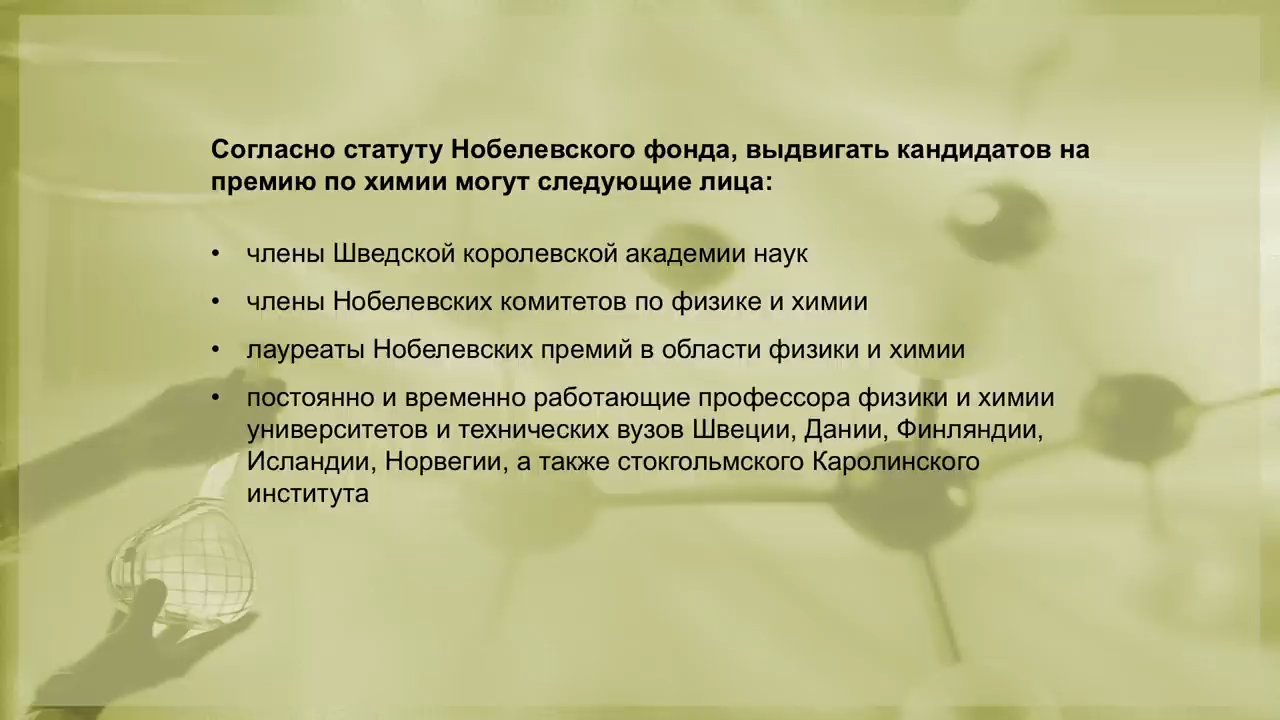 Согласно статуту Нобелевского фонда, выдвигать кандидатов на
премию по химии могут следующие лица:
• члены Шведской королевской академии наук
• члены Нобелевских комитетов по физике и химии
• лауреаты Нобелевских премий в области физики и химии
• постоянно и временно работающие профессора физики и химии
университетов и технических вузов Швеции, Дании, Финляндии,
Исландии, Норвегии, а также стокгольмского Каролинского
института